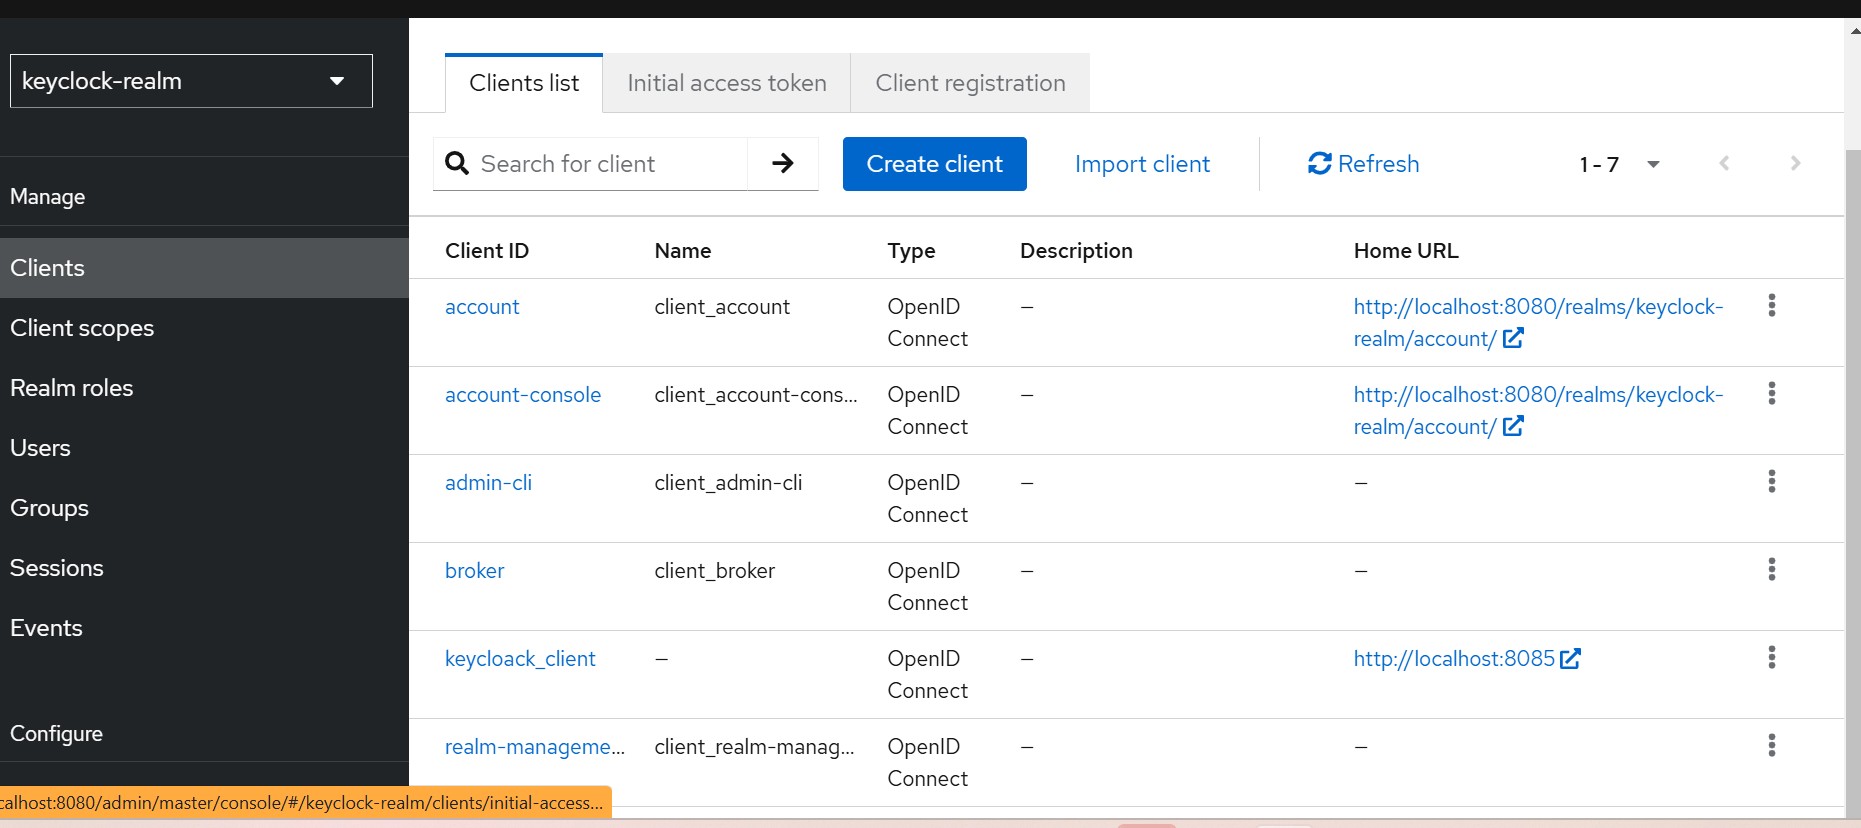 keyclock-realm
Manage
Clients
Client scopes
Realm roles
Users
Groups
Sessions
Events
Configure
Clients list Initial access token Client registration
Search for client Create client Import client Refresh 1 - 7
Client ID Name Type Description Home URL
account client_account OpenID Connect – http://localhost:8080/realms/keyclock-
realm/account/
account-console client_account-cons... OpenID Connect – http://localhost:8080/realms/keyclock-
realm/account/
admin-cli client_admin-cli OpenID Connect – –
broker client_broker OpenID Connect – –
keycloack_client – OpenID Connect – http://localhost:8085
realm-manageme... client_realm-manag... OpenID Connect – –
calhost:8080/admin/master/console/#/keyclock-realm/clients/initial-access...